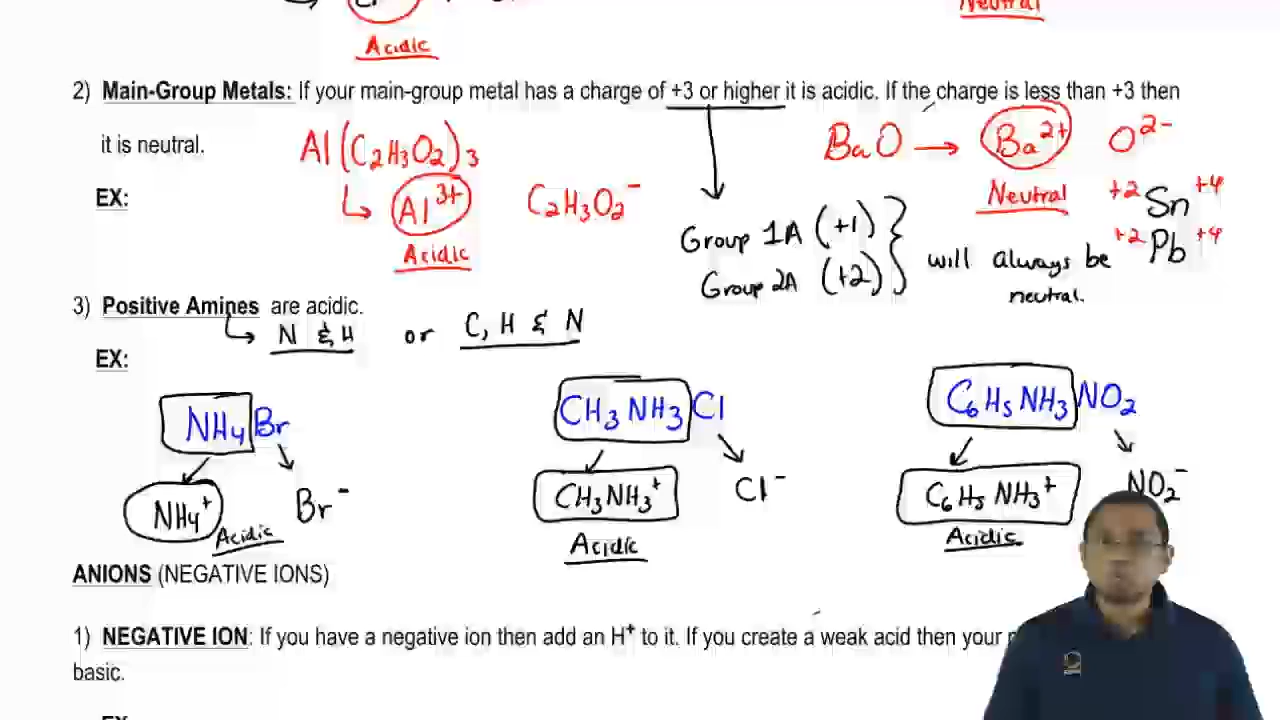 Neutral
Acidic
2) Main-Group Metals: If your main-group metal has a charge of +3 or higher it is acidic. If the charge is less than +3 then
it is neutral.
Al(C2H3O2)3
BaO → Ba2+ O2-
EX:
Al3+ C2H3O2-
Acidic
Neutral
+2 Sn +4
+2 Pb +4
Group 1A (+1)
Group 2A (+2)
will always be
neutral.
3) Positive Amines are acidic.
N & H or C, H & N
EX:
NH4Br CH3NH3Cl C6H5NH3NO2
NH4+ Br- CH3NH3+ Cl- C6H5NH3+ NO2-
Acidic Acidic Acidic
ANIONS (NEGATIVE IONS)
1) NEGATIVE ION: If you have a negative ion then add an H+ to it. If you create a weak acid then your
basic.